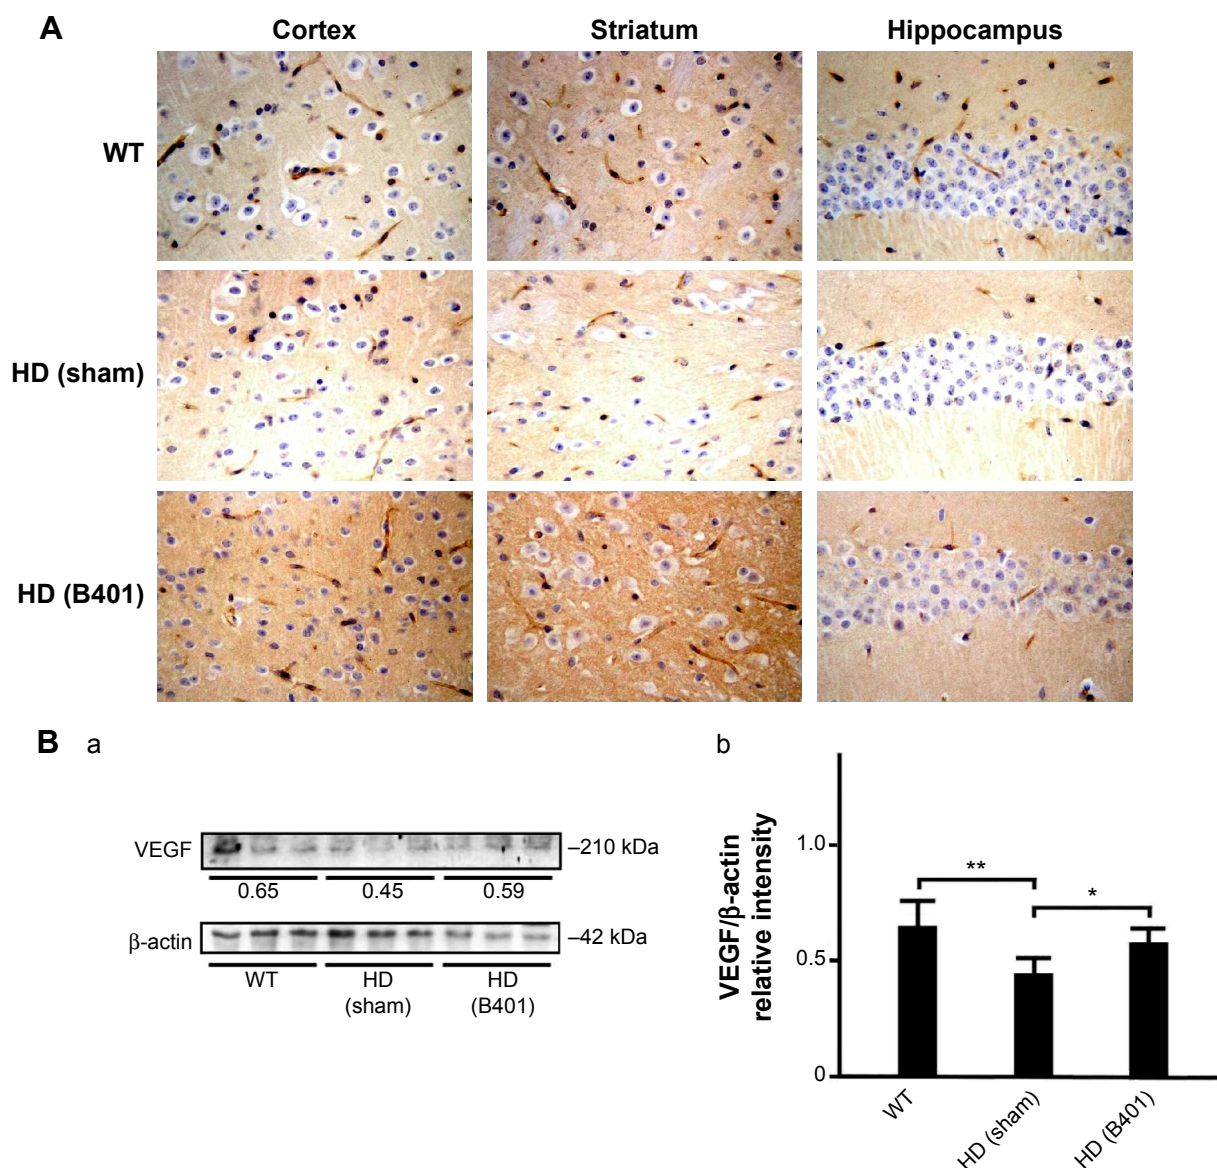 A
Cortex
Striatum
Hippocampus
WT
HD (sham)
HD (B401)
B a
VEGF
–210 kDa
0.65
0.45
0.59
β-actin
–42 kDa
WT
HD
(sham)
HD
(B401)
b
VEGF/β-actin
relative intensity
1.0
0.5
0
**
*
WT
HD (sham)
HD (B401)